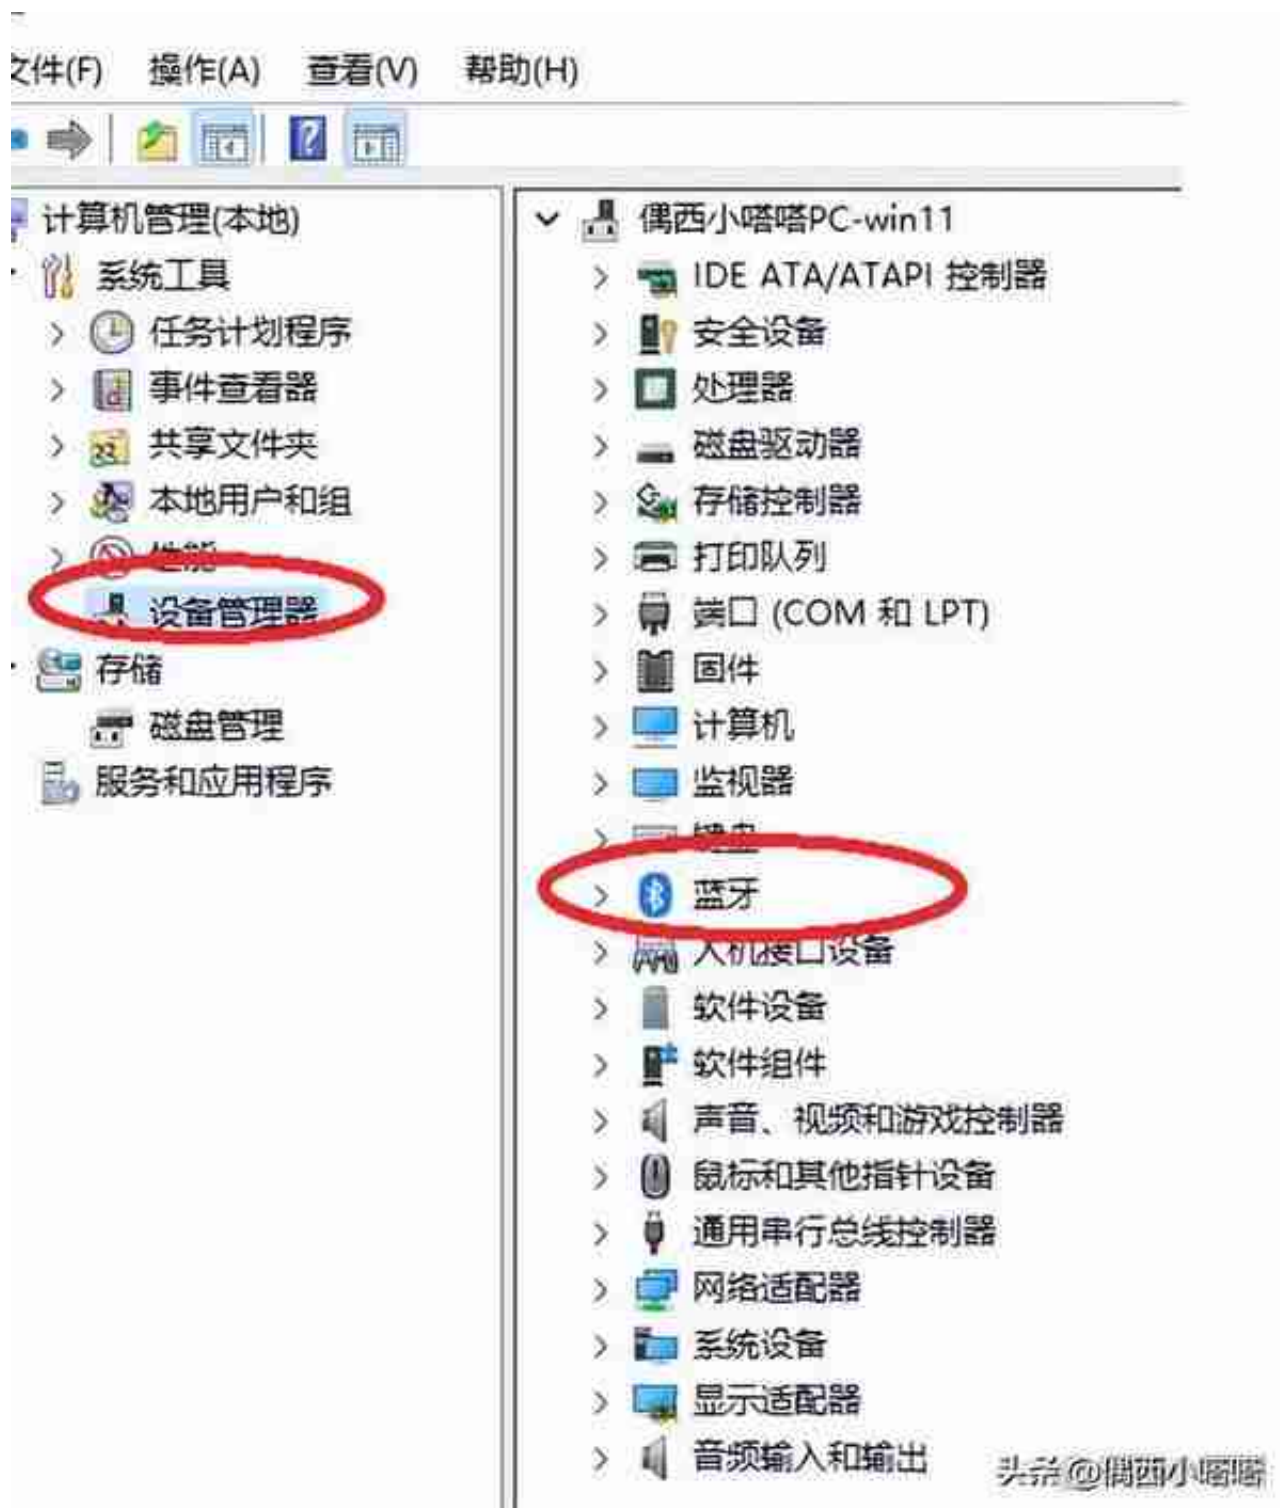 文件(F) 操作(A) 查看(V) 帮助(H)
计算机管理(本地)
系统工具
任务计划程序
事件查看器
共享文件夹
本地用户和组
性能
设备管理器
存储
磁盘管理
服务和应用程序
偶西小嗒嗒PC-win11
IDE ATA/ATAPI 控制器
安全设备
处理器
磁盘驱动器
存储控制器
打印队列
端口 (COM 和 LPT)
固件
计算机
监视器
键盘
蓝牙
人机接口设备
软件设备
软件组件
声音、视频和游戏控制器
鼠标和其他指针设备
通用串行总线控制器
网络适配器
系统设备
显示适配器
音频输入和输出
头条@偶西小嗒嗒